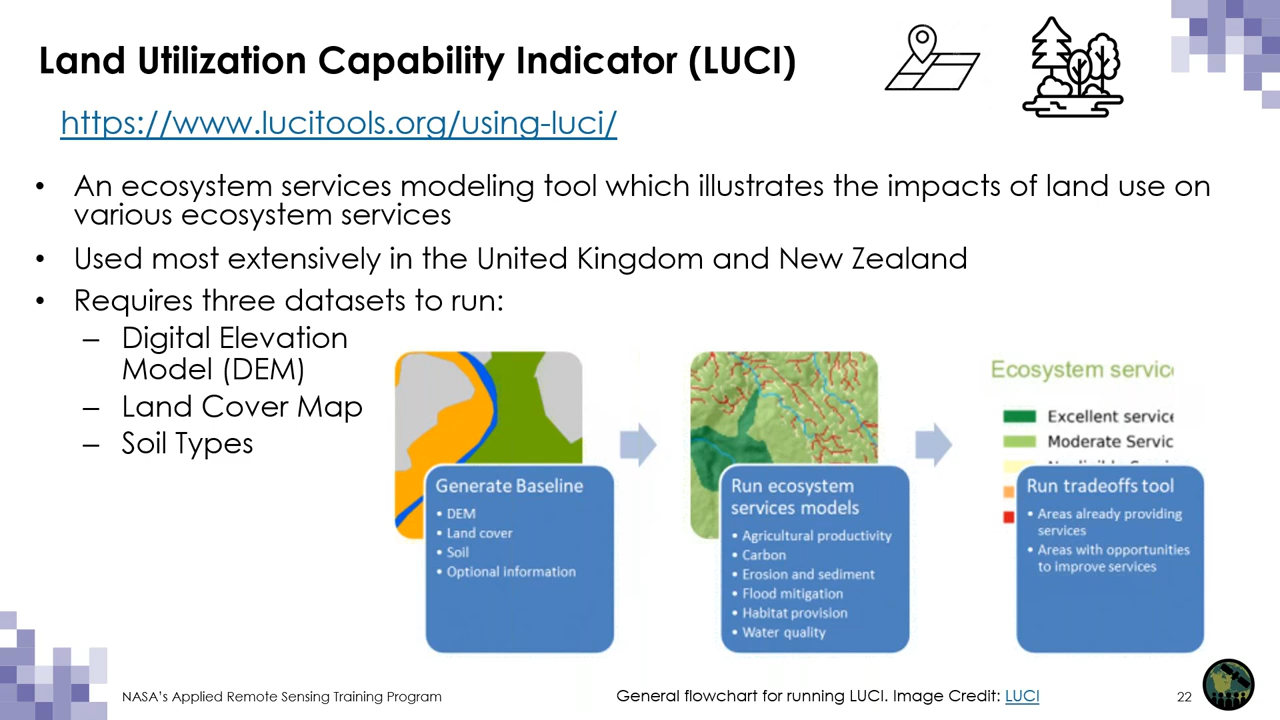 Land Utilization Capability Indicator (LUCI)
https://www.lucitools.org/using-luci/
• An ecosystem services modeling tool which illustrates the impacts of land use on
various ecosystem services
• Used most extensively in the United Kingdom and New Zealand
• Requires three datasets to run:
– Digital Elevation
Model (DEM)
– Land Cover Map
– Soil Types
Generate Baseline
• DEM
• Land cover
• Soil
• Optional information
Run ecosystem
services models
• Agricultural productivity
• Carbon
• Erosion and sediment
• Flood mitigation
• Habitat provision
• Water quality
Ecosystem servic
Excellent service
Moderate Servic
Run tradeoffs tool
• Areas already providing
services
• Areas with opportunities
to improve services
NASA's Applied Remote Sensing Training Program
General flowchart for running LUCI. Image Credit: LUCI
22